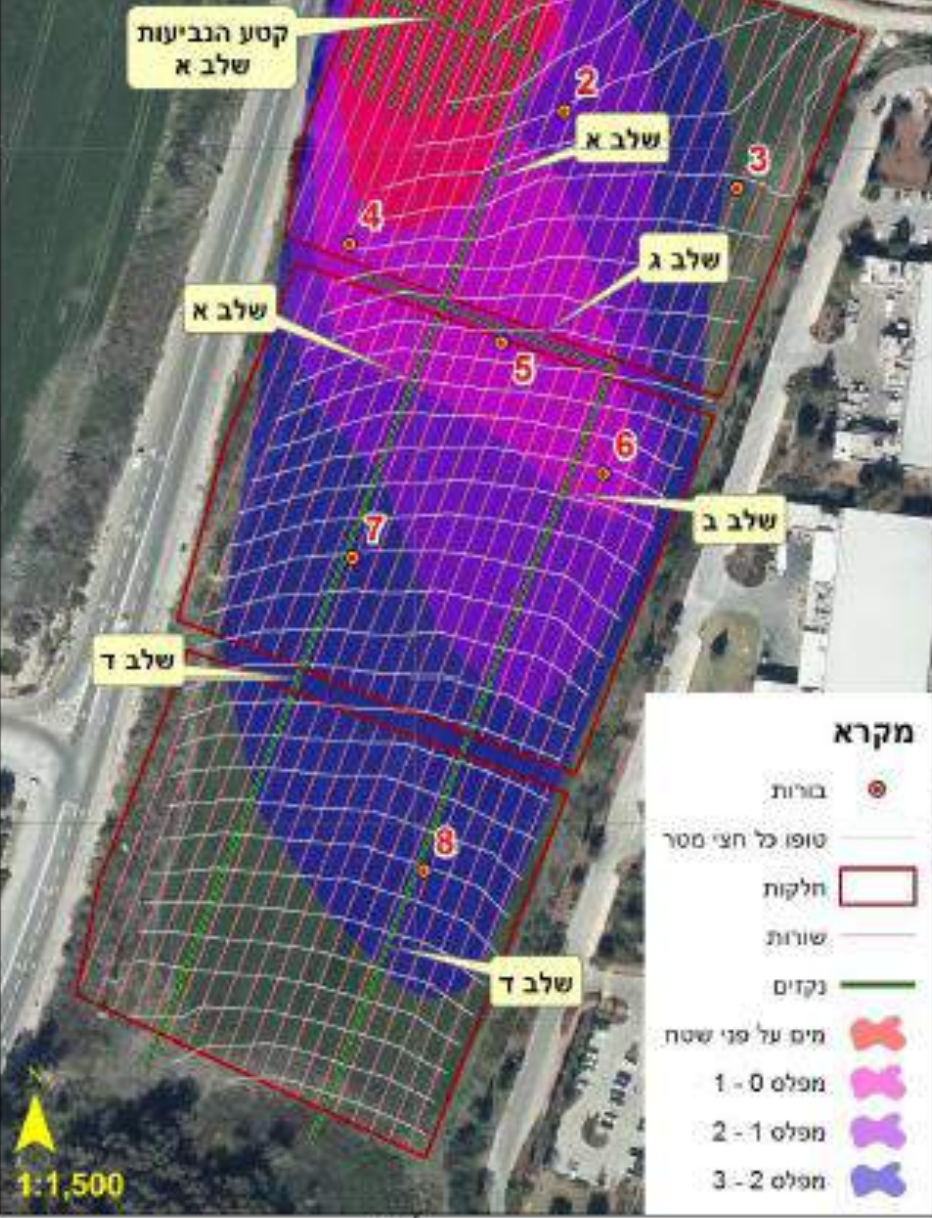 קטע הנביעות
שלב א
2
שלב א
3
4
שלב ג
שלב א
5
6
שלב ב
7
שלב ד
8
שלב ד
מקרא
בורות
טופו כל חצי מטר
חלקות
שורות
נקזים
מים על פני שטח
מפלס 0 - 1
מפלס 1 - 2
מפלס 2 - 3
N
1:1,500